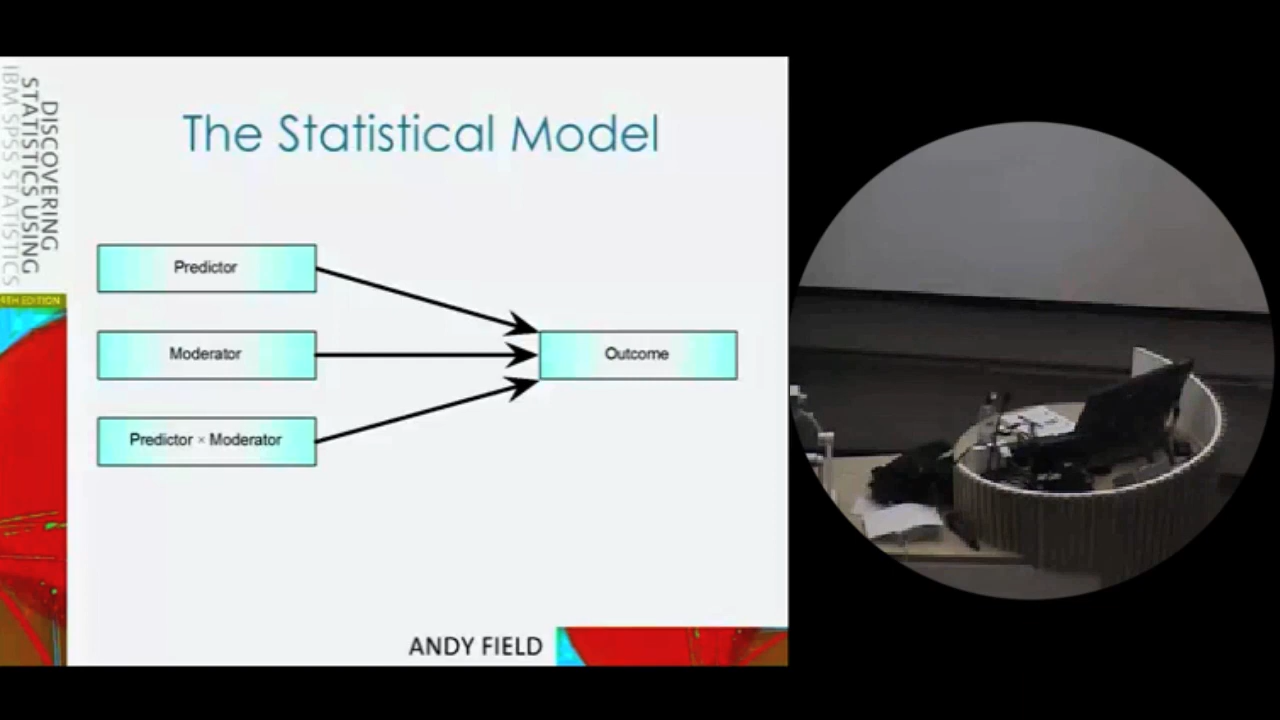 DISCOVERING
STATISTICS USING
IBM SPSS STATISTICS
4TH EDITION
The Statistical Model
Predictor
Moderator
Predictor × Moderator
Outcome
ANDY FIELD